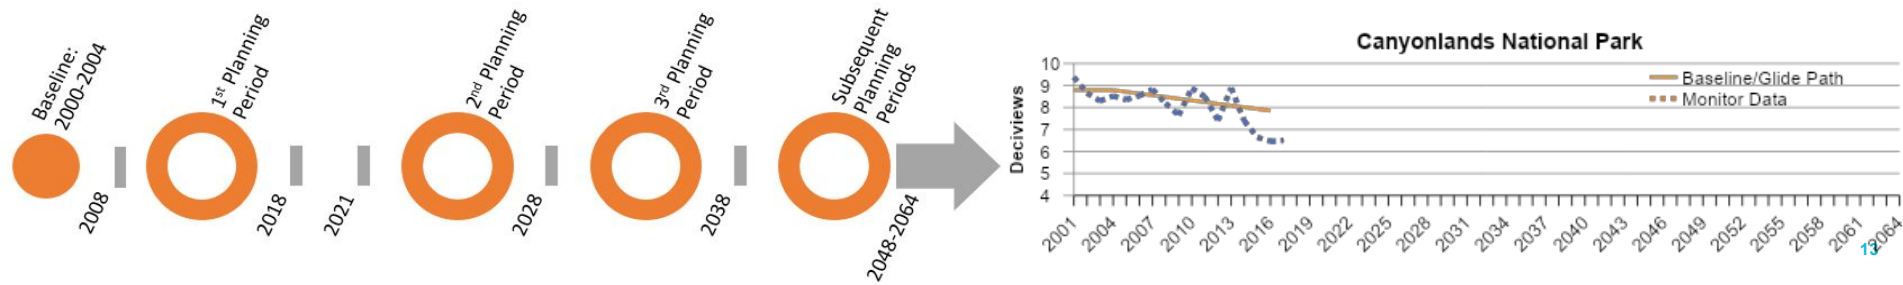 Baseline:
2000-2004
2008
1st Planning
Period
2018
2021
2nd Planning
Period
2028
3rd Planning
Period
2038
Subsequent
Planning
Periods
2048-2064
Canyonlands National Park
Deciviews
10
9
8
7
6
5
4
Baseline/Glide Path
Monitor Data
2001
2004
2007
2010
2013
2016
2019
2022
2025
2028
2031
2034
2037
2040
2043
2046
2049
2052
2055
2058
2061
2064
13